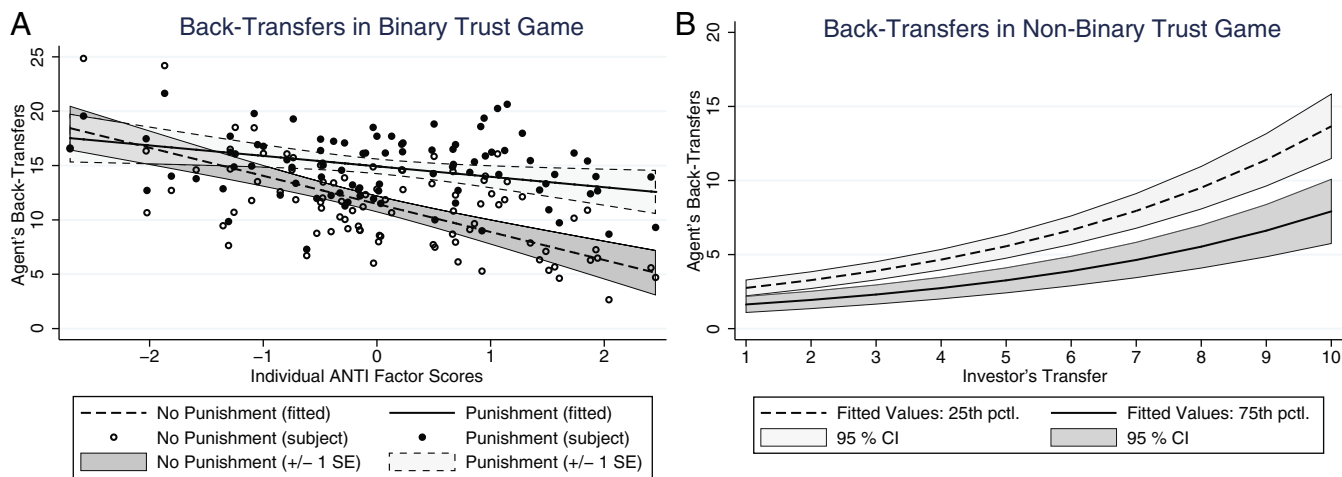 A
Back-Transfers in Binary Trust Game
Agent's Back-Transfers
25
20
15
10
5
0
−2
−1
0
1
2
Individual ANTI Factor Scores
No Punishment (fitted)
Punishment (fitted)
No Punishment (subject)
Punishment (subject)
No Punishment (+/− 1 SE)
Punishment (+/− 1 SE)
B
Back-Transfers in Non-Binary Trust Game
Agent's Back-Transfers
20
15
10
5
0
1
2
3
4
5
6
7
8
9
10
Investor's Transfer
Fitted Values: 25th pctl.
Fitted Values: 75th pctl.
95 % CI
95 % CI